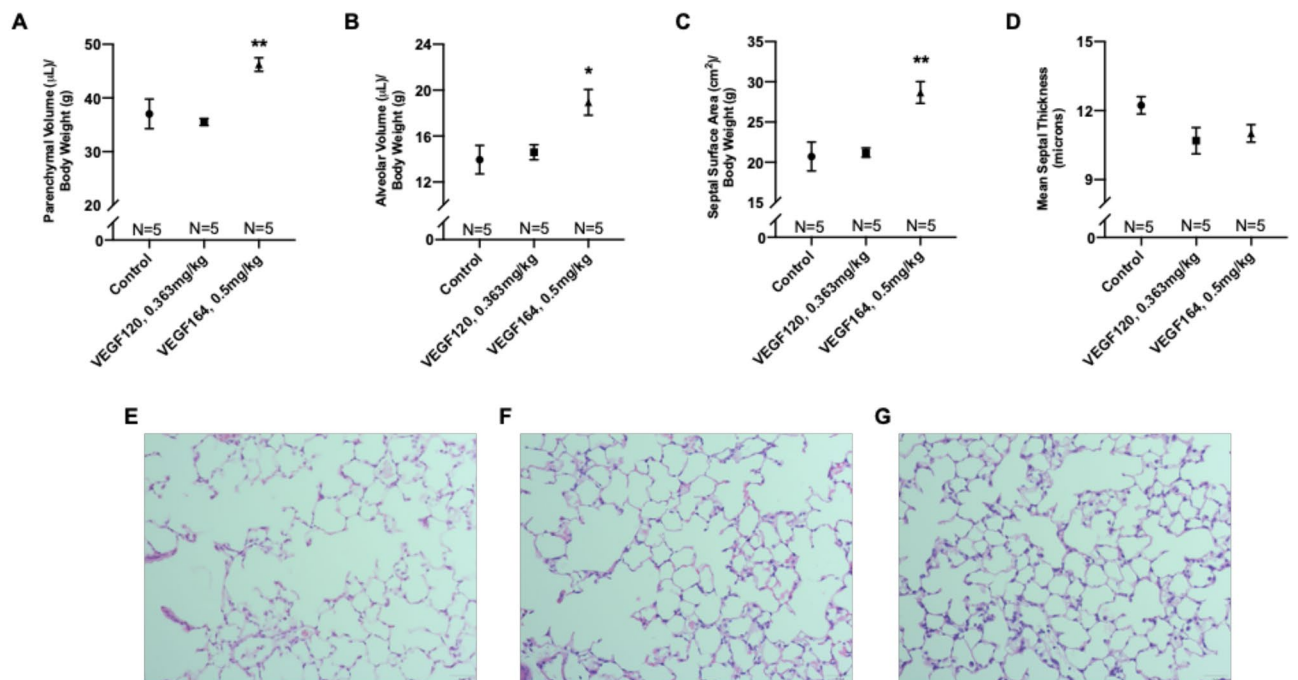 A
Parenchymal Volume (μL)/
Body Weight (g)
50
40
30
20
0
N=5
N=5
N=5
**
Control
VEGF120, 0.363mg/kg
VEGF164, 0.5mg/kg
B
Alveolar Volume (μL)/
Body Weight (g)
24
20
16
12
0
N=5
N=5
N=5
*
Control
VEGF120, 0.363mg/kg
VEGF164, 0.5mg/kg
C
Septal Surface Area (cm²)/
Body Weight (g)
35
30
25
20
15
0
N=5
N=5
N=5
**
Control
VEGF120, 0.363mg/kg
VEGF164, 0.5mg/kg
D
Mean Septal Thickness
(microns)
15
12
9
0
N=5
N=5
N=5
Control
VEGF120, 0.363mg/kg
VEGF164, 0.5mg/kg
E
F
G